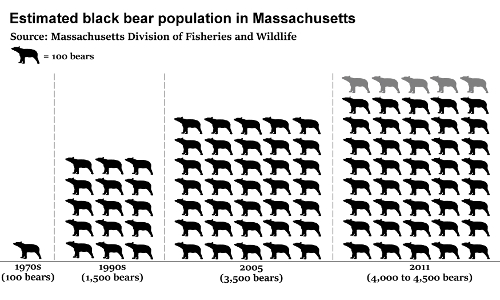 Estimated black bear population in Massachusetts
Source: Massachusetts Division of Fisheries and Wildlife
= 100 bears
1970s
(100 bears)
1990s
(1,500 bears)
2005
(3,500 bears)
2011
(4,000 to 4,500 bears)